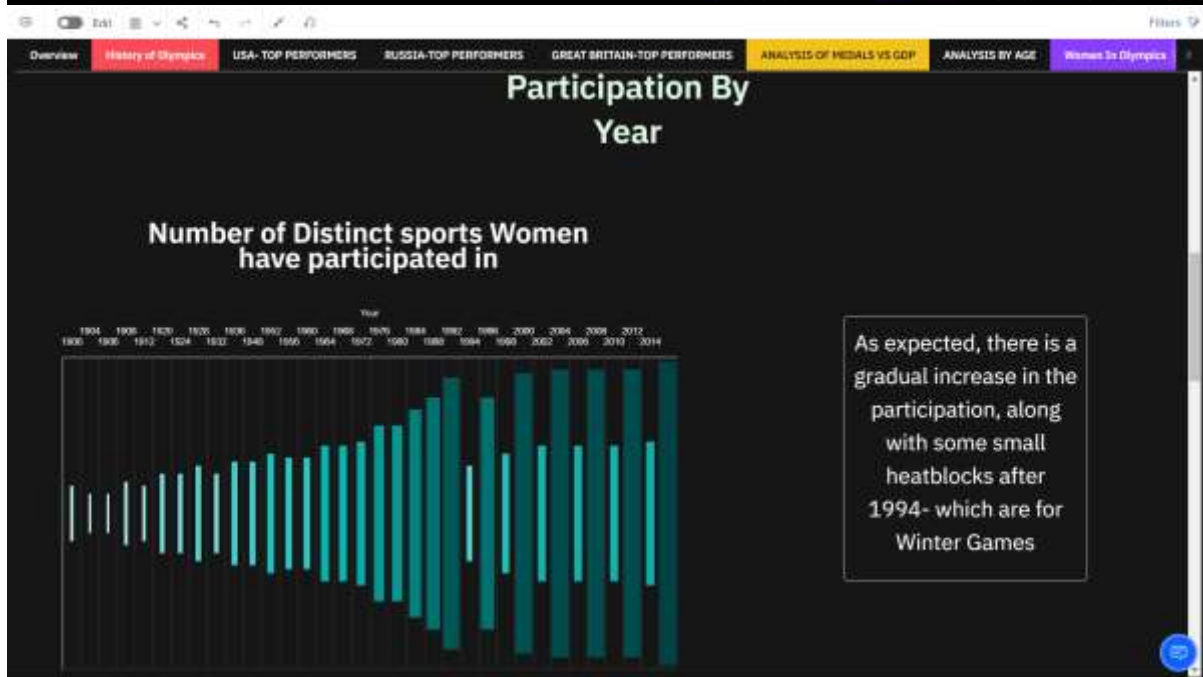 Edit
Filters
Overview History of Olympics USA- TOP PERFORMERS RUSSIA-TOP PERFORMERS GREAT BRITAIN-TOP PERFORMERS ANALYSIS OF MEDALS VS GDP ANALYSIS BY AGE Women In Olympics
Participation By
Year
Number of Distinct sports Women
have participated in
Year
1904 1908 1920 1928 1936 1952 1960 1968 1976 1984 1992 1996 2000 2004 2008 2012
1900 1906 1912 1924 1932 1948 1956 1964 1972 1980 1988 1994 1998 2002 2006 2010 2014
As expected, there is a
gradual increase in the
participation, along
with some small
heatblocks after
1994- which are for
Winter Games